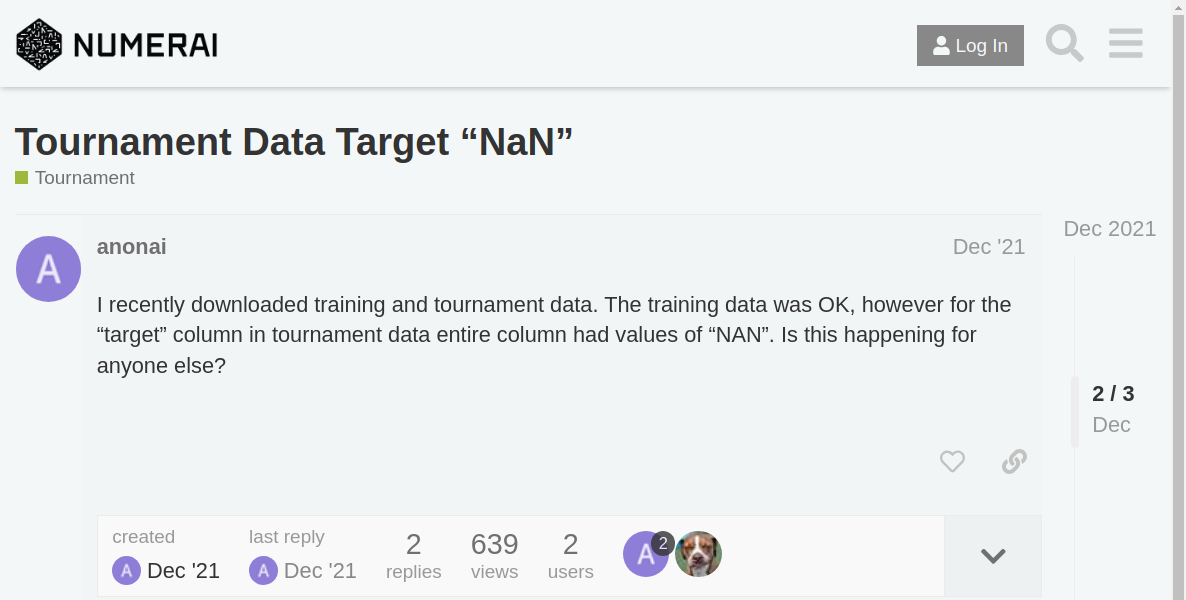 NUMERAI
Log In
Tournament Data Target “NaN”
Tournament
A
anonai
Dec '21
Dec 2021
I recently downloaded training and tournament data. The training data was OK, however for the
“target” column in tournament data entire column had values of “NAN”. Is this happening for
anyone else?
2 / 3
Dec
created
last reply
2
639
2
A 2
A Dec '21
A Dec '21
replies
views
users